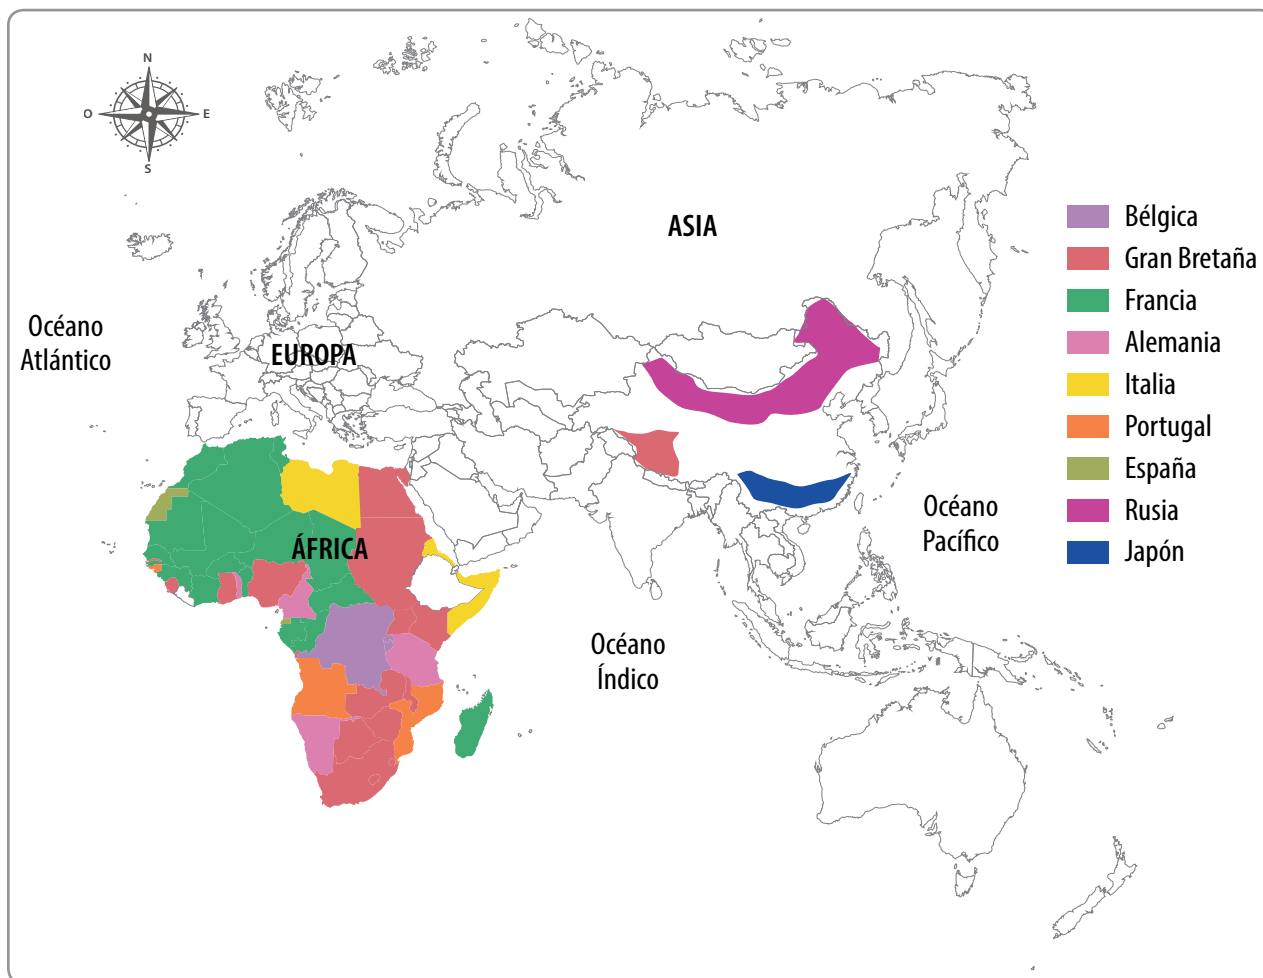 N
O
E
S
ASIA
Océano
Atlántico
EUROPA
ÁFRICA
Océano
Índico
Océano
Pacífico
Bélgica
Gran Bretaña
Francia
Alemania
Italia
Portugal
España
Rusia
Japón